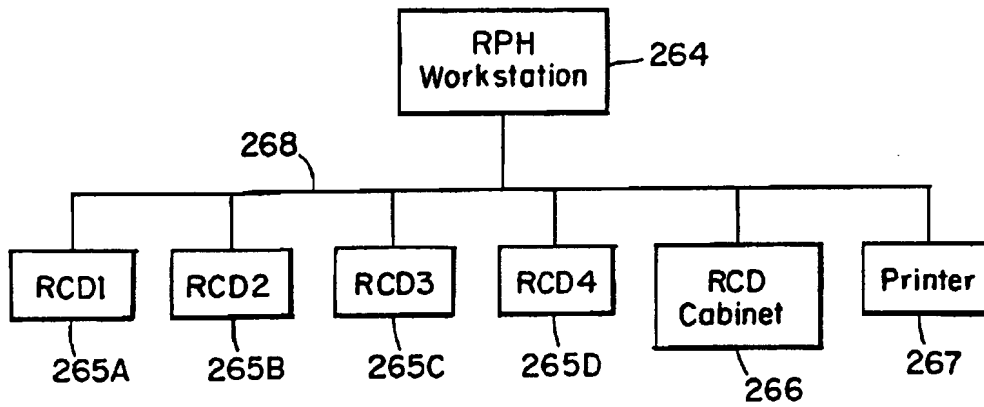 RPH
Workstation
264
268
RCD1
RCD2
RCD3
RCD4
RCD
Cabinet
Printer
265A
265B
265C
265D
266
267